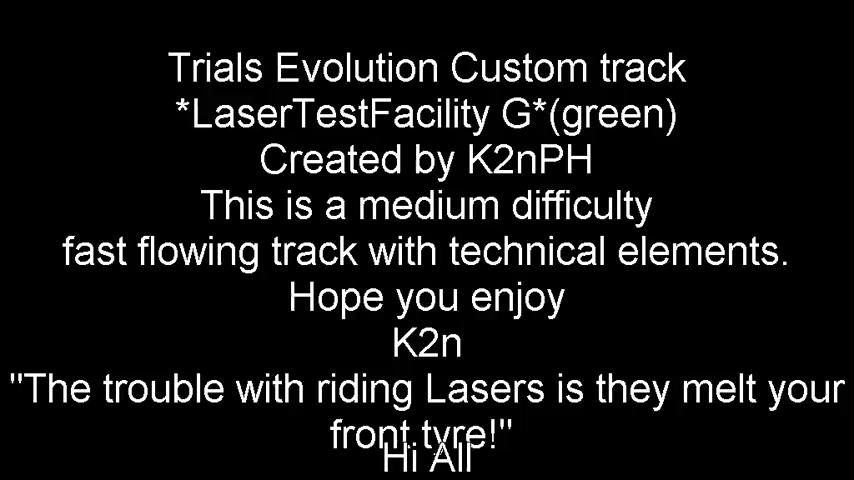 Trials Evolution Custom track
*LaserTestFacility G*(green)
Created by K2nPH
This is a medium difficulty
fast flowing track with technical elements.
Hope you enjoy
K2n
"The trouble with riding Lasers is they melt your
front tyre!"
Hi All